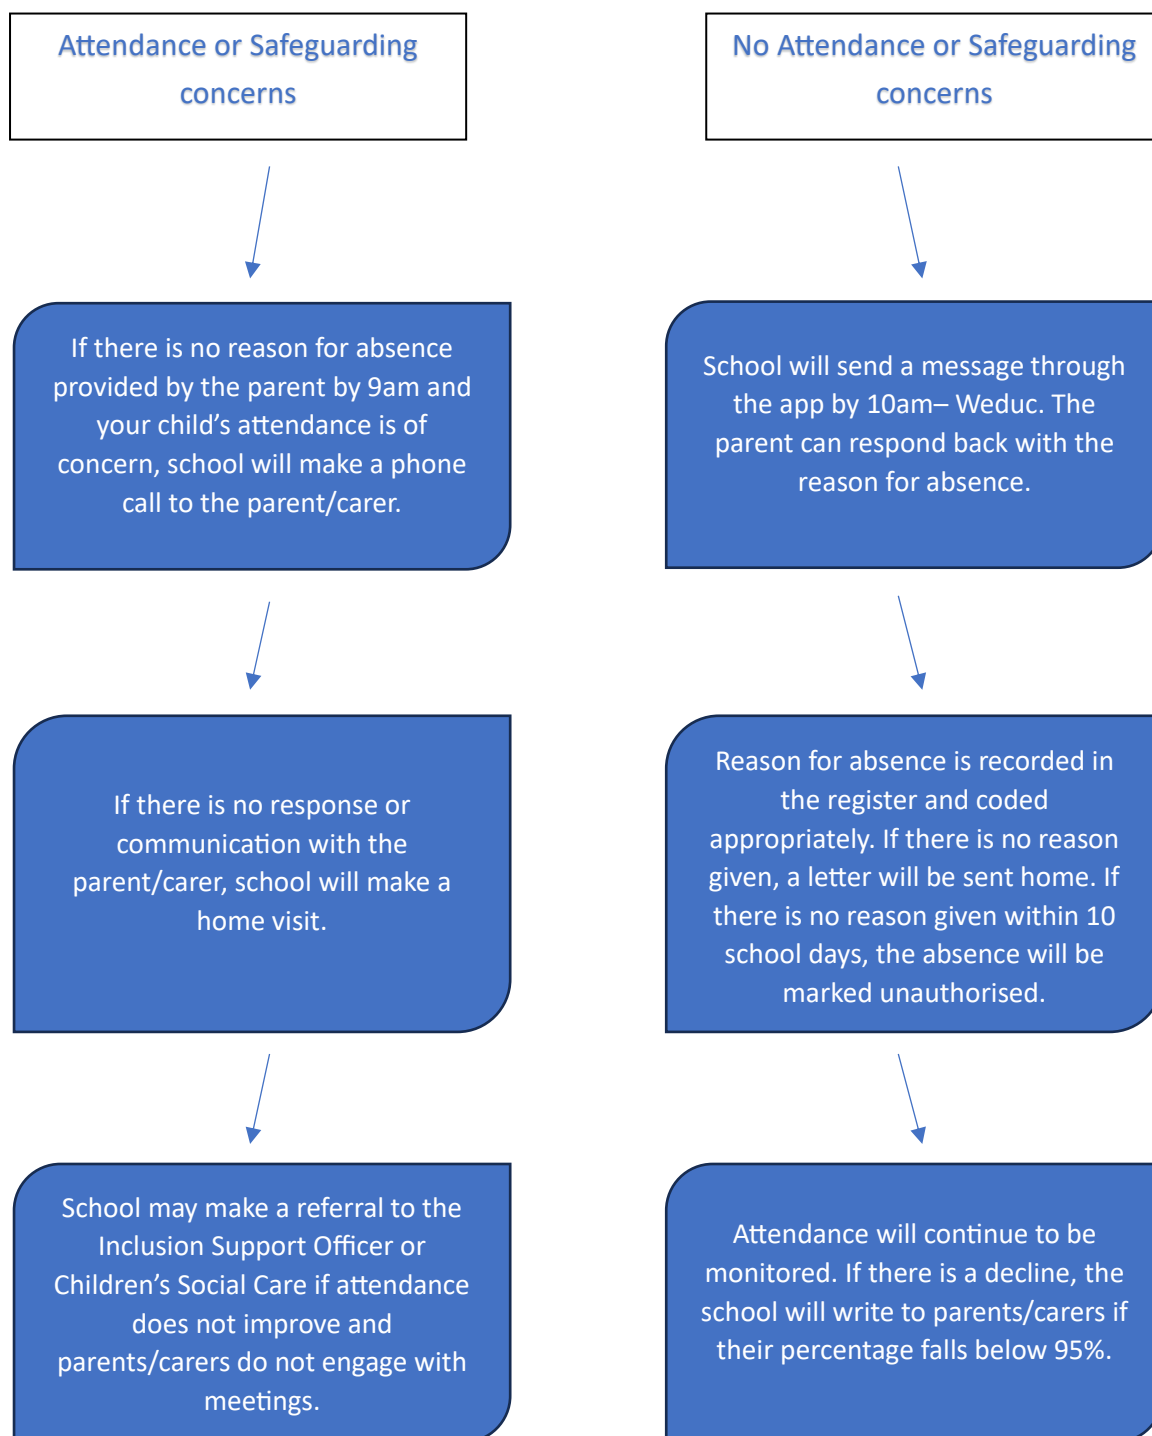 Attendance or Safeguarding
concerns
If there is no reason for absence
provided by the parent by 9am and
your child’s attendance is of
concern, school will make a phone
call to the parent/carer.
If there is no response or
communication with the
parent/carer, school will make a
home visit.
School may make a referral to the
Inclusion Support Officer or
Children’s Social Care if attendance
does not improve and
parents/carers do not engage with
meetings.
No Attendance or Safeguarding
concerns
School will send a message through
the app by 10am– Weduc. The
parent can respond back with the
reason for absence.
Reason for absence is recorded in
the register and coded
appropriately. If there is no reason
given, a letter will be sent home. If
there is no reason given within 10
school days, the absence will be
marked unauthorised.
Attendance will continue to be
monitored. If there is a decline, the
school will write to parents/carers if
their percentage falls below 95%.